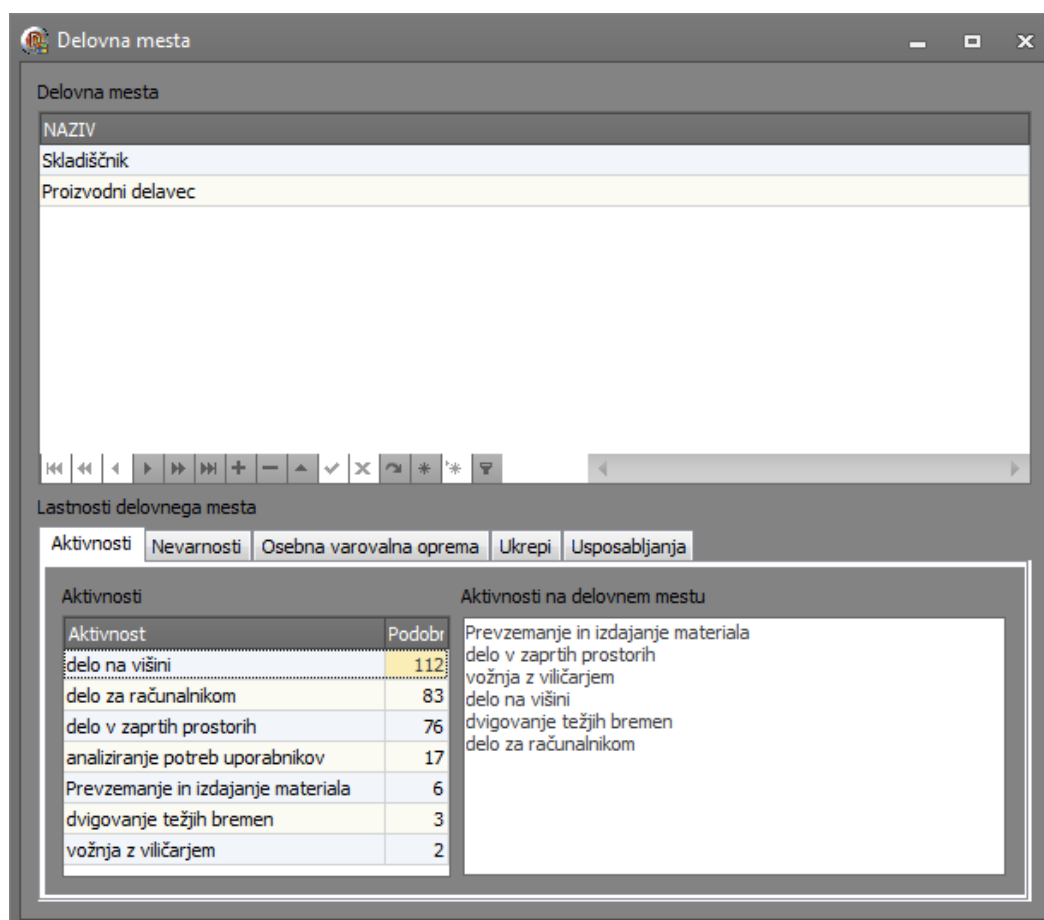 Delovna mesta
Delovna mesta
NAZIV
Skladiščnik
Proizvodni delavec
Lastnosti delovnega mesta
Aktivnosti Nevarnosti Osebna varovalna oprema Ukrepi Usposabljanja
Aktivnosti
Aktivnost Podobr
delo na višini 112
delo za računalnikom 83
delo v zaprtih prostorih 76
analiziranje potreb uporabnikov 17
Prevzemanje in izdajanje materiala 6
dvigovanje težjih bremen 3
vožnja z viličarjem 2
Aktivnosti na delovnem mestu
Prevzemanje in izdajanje materiala
delo v zaprtih prostorih
vožnja z viličarjem
delo na višini
dvigovanje težjih bremen
delo za računalnikom